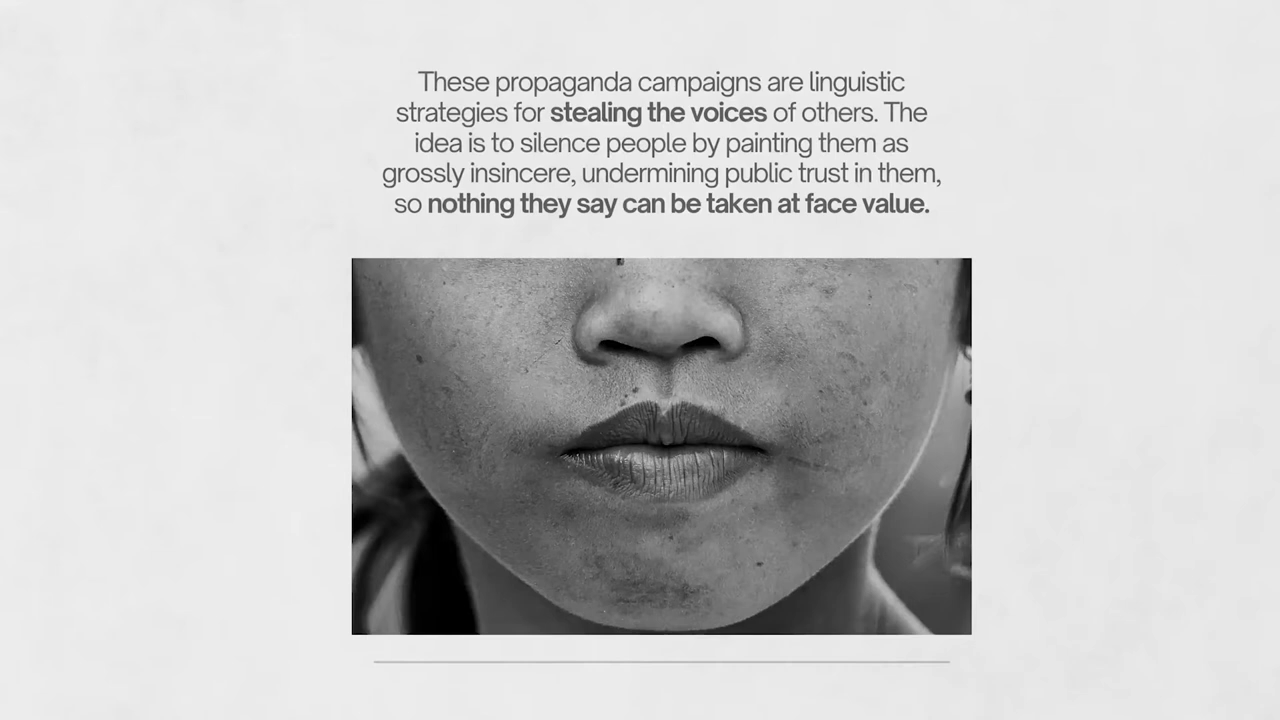 These propaganda campaigns are linguistic
strategies for stealing the voices of others. The
idea is to silence people by painting them as
grossly insincere, undermining public trust in them,
so nothing they say can be taken at face value.